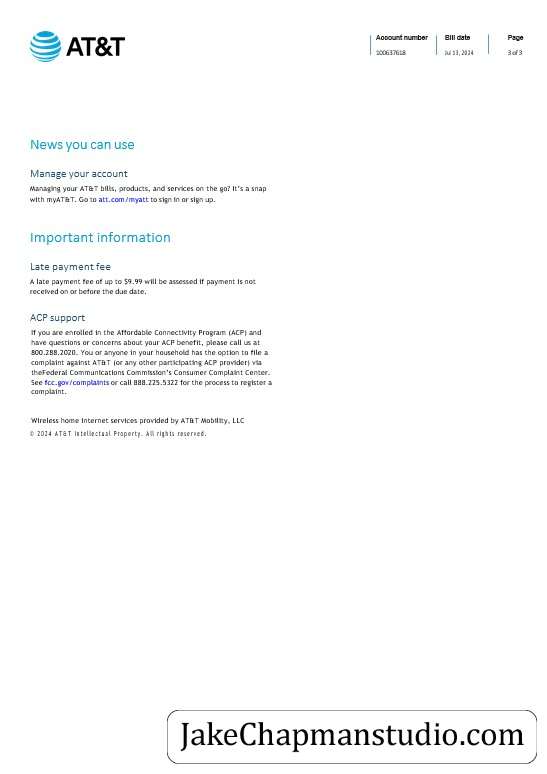 AT&T
Account number Bill date Page
100637618 Jul 13, 2024 3 of 3
News you can use
Manage your account
Managing your AT&T bills, products, and services on the go? It's a snap
with myAT&T. Go to att.com/myatt to sign in or sign up.
Important information
Late payment fee
A late payment fee of up to $9.99 will be assessed if payment is not
received on or before the due date.
ACP support
If you are enrolled in the Affordable Connectivity Program (ACP) and
have questions or concerns about your ACP benefit, please call us at
800.288.2020. You or anyone in your household has the option to file a
complaint against AT&T (or any other participating ACP provider) via
theFederal Communications Commission's Consumer Complaint Center.
See fcc.gov/complaints or call 888.225.5322 for the process to register a
complaint.
Wireless home internet services provided by AT&T Mobility, LLC
© 2024 AT&T Intellectual Property. All rights reserved.
JakeChapmanstudio.com